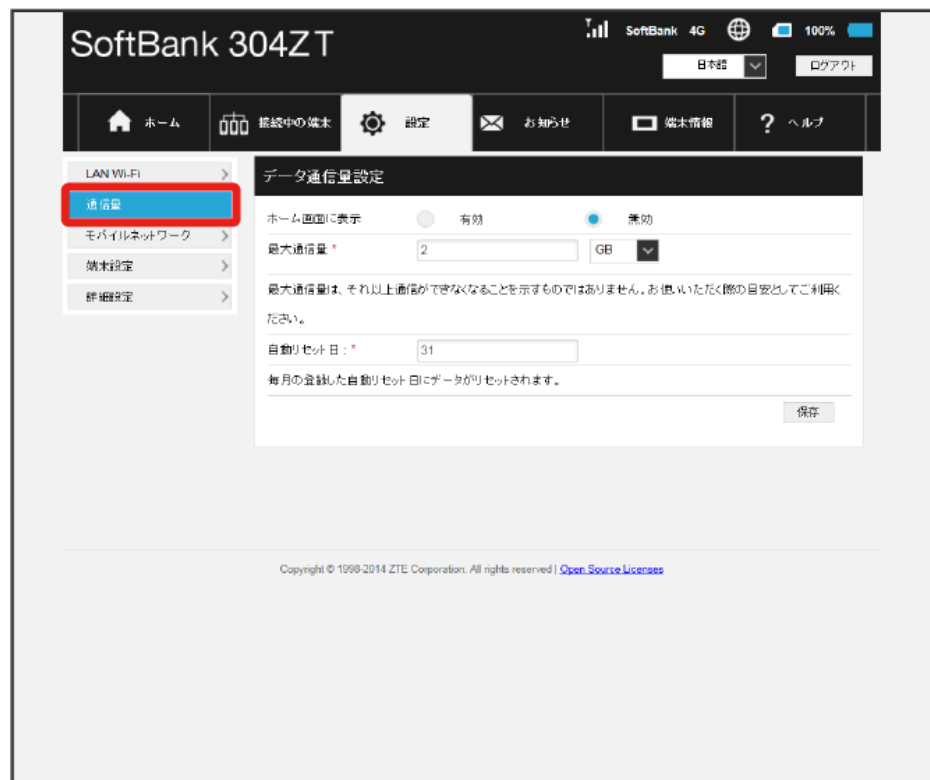 SoftBank 304ZT
SoftBank 4G 100%
日本語 ログアウト
ホーム 接続中の端末 設定 お知らせ 端末情報 ? ヘルプ
LAN Wi-Fi
通信量
モバイルネットワーク
端末設定
詳細設定
データ通信量設定
ホーム画面に表示 有効 無効
最大通信量 * 2 GB
最大通信量は、それ以上通信ができなくなることを示すものではありません。お使いいただく際の目安としてご利用く
ださい。
自動リセット日:* 31
毎月の登録した自動リセット日にデータがリセットされます。
保存
Copyright © 1998-2014 ZTE Corporation. All rights reserved | Open Source Licenses